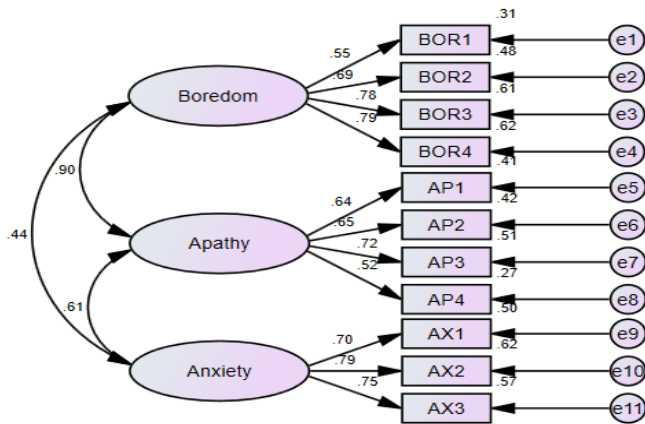 .31
.55 BOR1 e1
.48
.69 BOR2 e2
Boredom .61
.78 BOR3 e3
.62
.79 BOR4 e4
.41
.90
.64 AP1 e5
.42
.65 AP2 e6
.44 Apathy .51
.72 AP3 e7
.27
.52 AP4 e8
.61 .50
.70 AX1 e9
.62
.79 AX2 e10
Anxiety .57
.75 AX3 e11